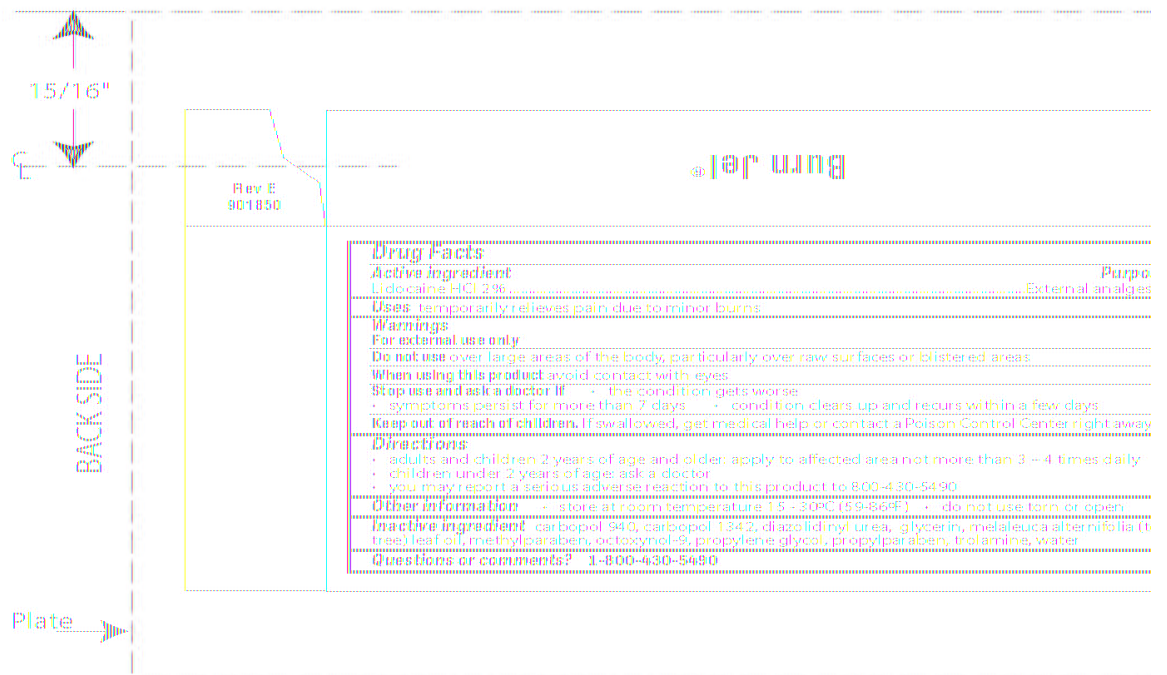 15/16"
℄
Burn Jel®
Rev E
901850
Drug Facts
Active ingredient Purpo
Lidocaine HCl 2% External analges
Uses temporarily relieves pain due to minor burns.
Warnings
For external use only
Do not use over large areas of the body, particularly over raw surfaces or blistered areas
When using this product avoid contact with eyes
Stop use and ask a doctor if • the condition gets worse
• symptoms persist for more than 7 days • condition clears up and recurs within a few days
Keep out of reach of children. If swallowed, get medical help or contact a Poison Control Center right away
Directions
• adults and children 2 years of age and older: apply to affected area not more than 3 - 4 times daily
• children under 2 years of age: ask a doctor
• you may report a serious adverse reaction to this product to 800-430-5490
Other information • store at room temperature 15 - 30ºC (59-86ºF) • do not use torn or open
Inactive ingredient carbopol 940, carbopol 1342, diazolidinyl urea, glycerin, melaleuca alternifolia (t
tree) leaf oil, methylparaben, octoxynol-9, propylene glycol, propylparaben, trolamine, water
Questions or comments? 1-800-430-5490
BACK SIDE
Plate